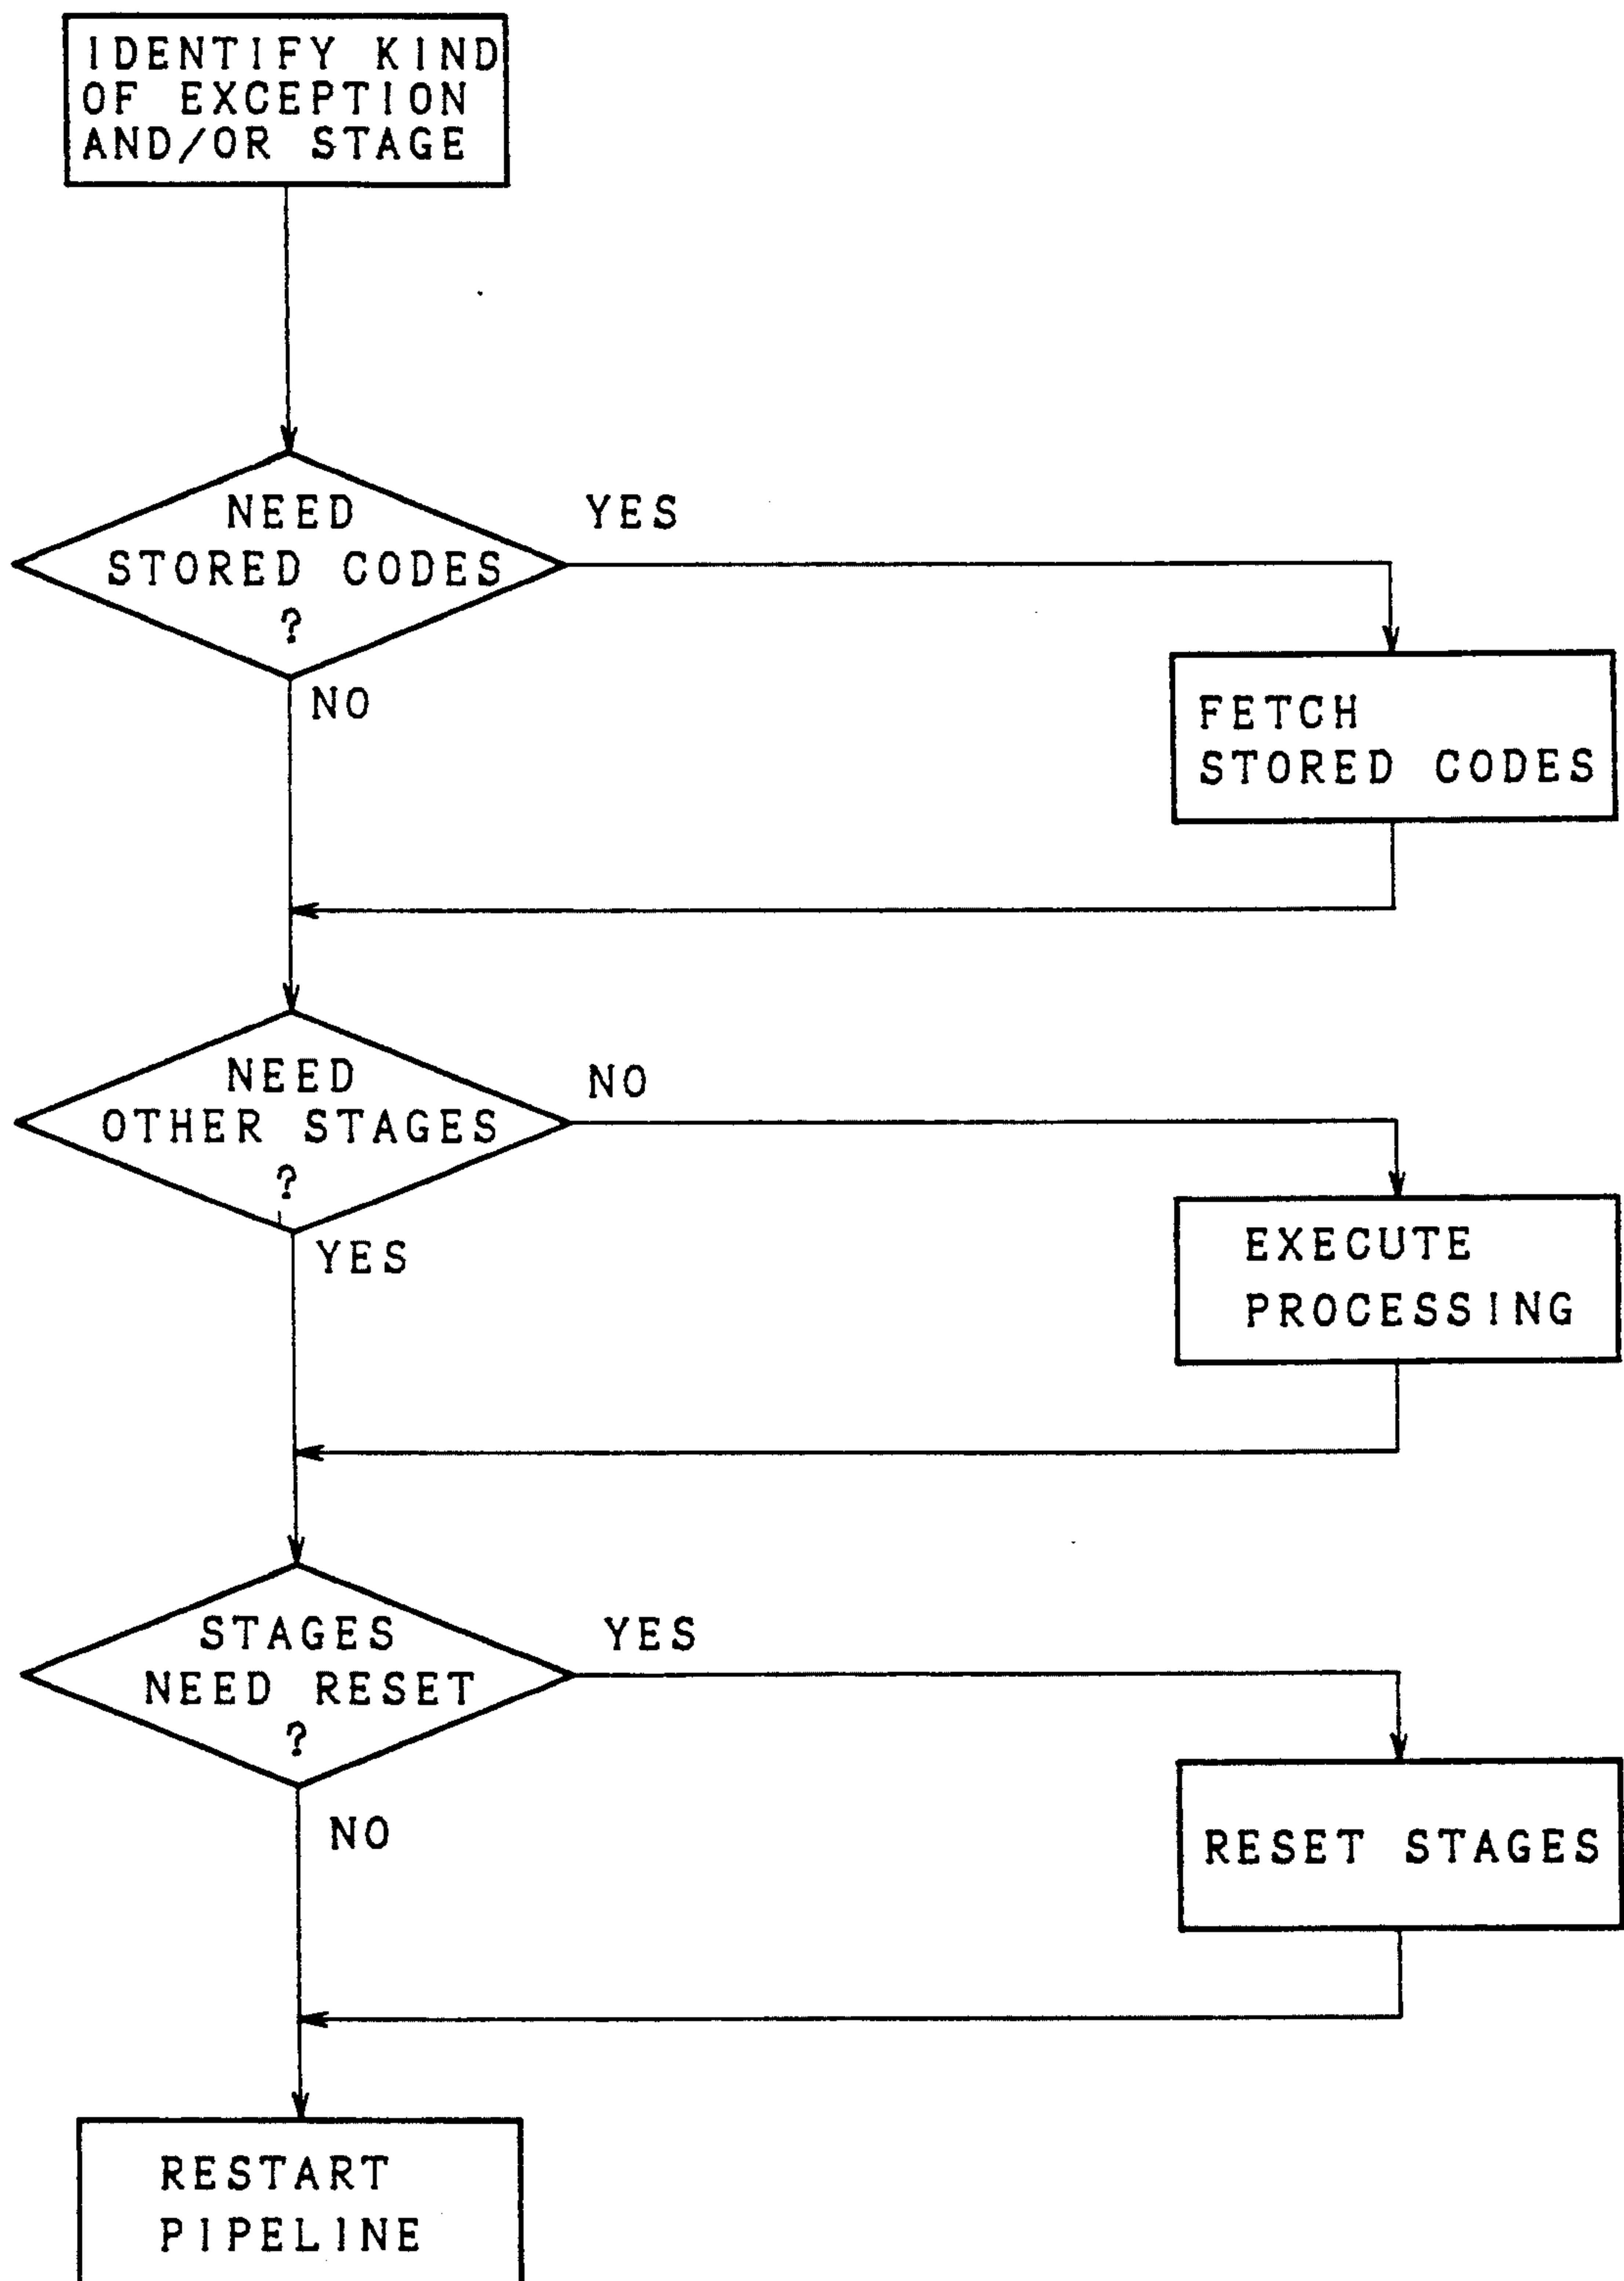 IDENTIFY KIND
OF EXCEPTION
AND/OR STAGE
NEED
STORED CODES
?
YES
NO
FETCH
STORED CODES
NEED
OTHER STAGES
?
NO
YES
EXECUTE
PROCESSING
STAGES
NEED RESET
?
YES
NO
RESET STAGES
RESTART
PIPELINE